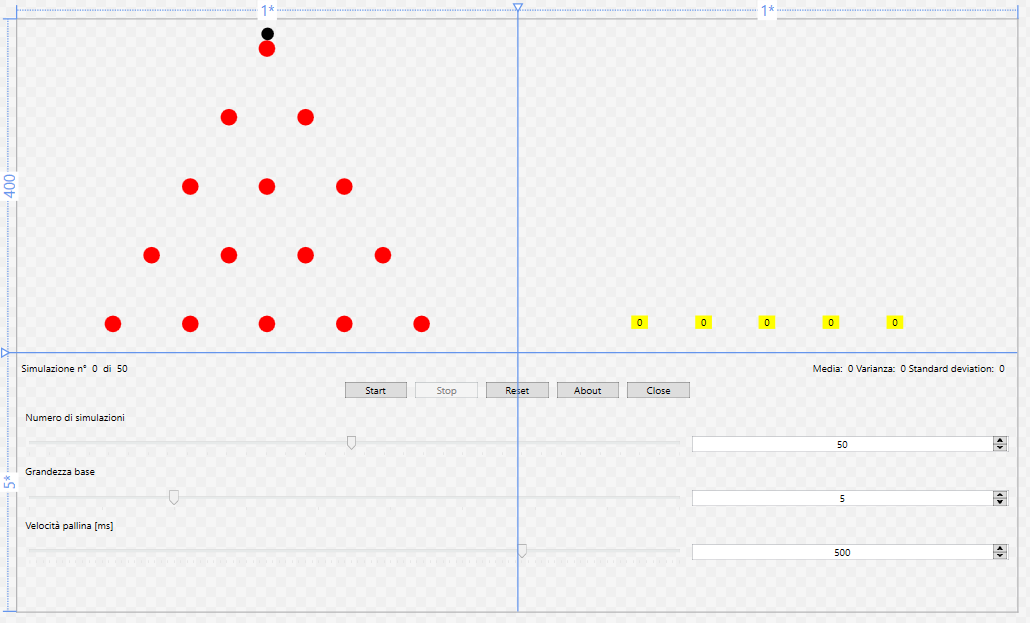 1* 1*
400
0 0 0 0 0
Simulazione n° 0 di 50 Media: 0 Varianza: 0 Standard deviation: 0
Start Stop Reset About Close
Numero di simulazioni
50
Grandezza base
5*
5
Velocità pallina [ms]
500